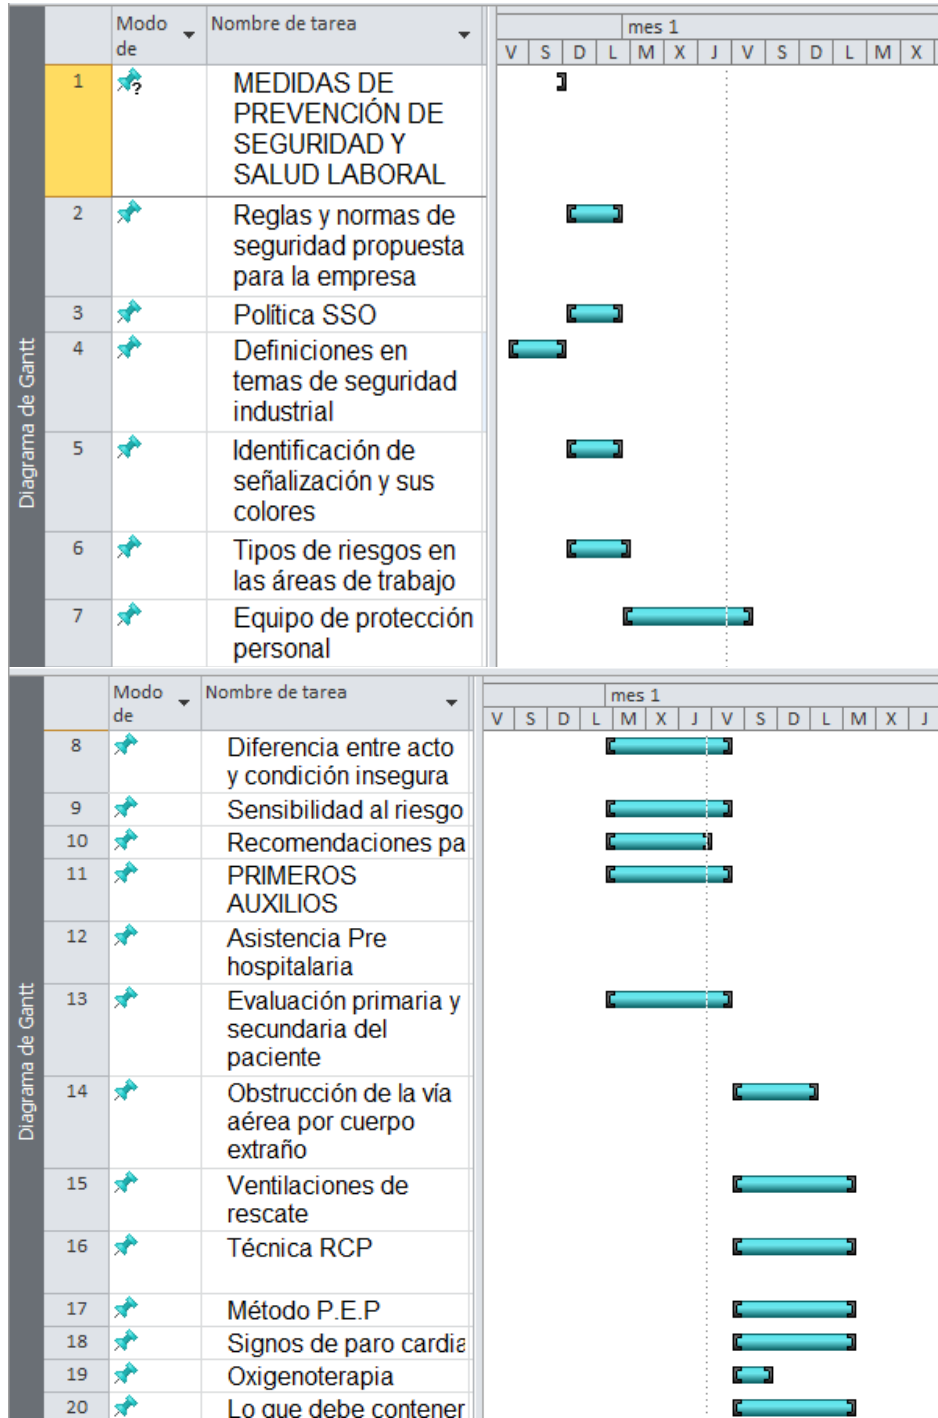 Modo de
Nombre de tarea
mes 1
V S D L M X J V S D L M X
Diagrama de Gantt
1
MEDIDAS DE
PREVENCIÓN DE
SEGURIDAD Y
SALUD LABORAL
2
Reglas y normas de
seguridad propuesta
para la empresa
3
Política SSO
4
Definiciones en
temas de seguridad
industrial
5
Identificación de
señalización y sus
colores
6
Tipos de riesgos en
las áreas de trabajo
7
Equipo de protección
personal
Modo de
Nombre de tarea
mes 1
V S D L M X J V S D L M X J
Diagrama de Gantt
8
Diferencia entre acto
y condición insegura
9
Sensibilidad al riesgo
10
Recomendaciones pa
11
PRIMEROS
AUXILIOS
12
Asistencia Pre
hospitalaria
13
Evaluación primaria y
secundaria del
paciente
14
Obstrucción de la vía
aérea por cuerpo
extraño
15
Ventilaciones de
rescate
16
Técnica RCP
17
Método P.E.P
18
Signos de paro cardia
19
Oxigenoterapia
20
Lo que debe contener